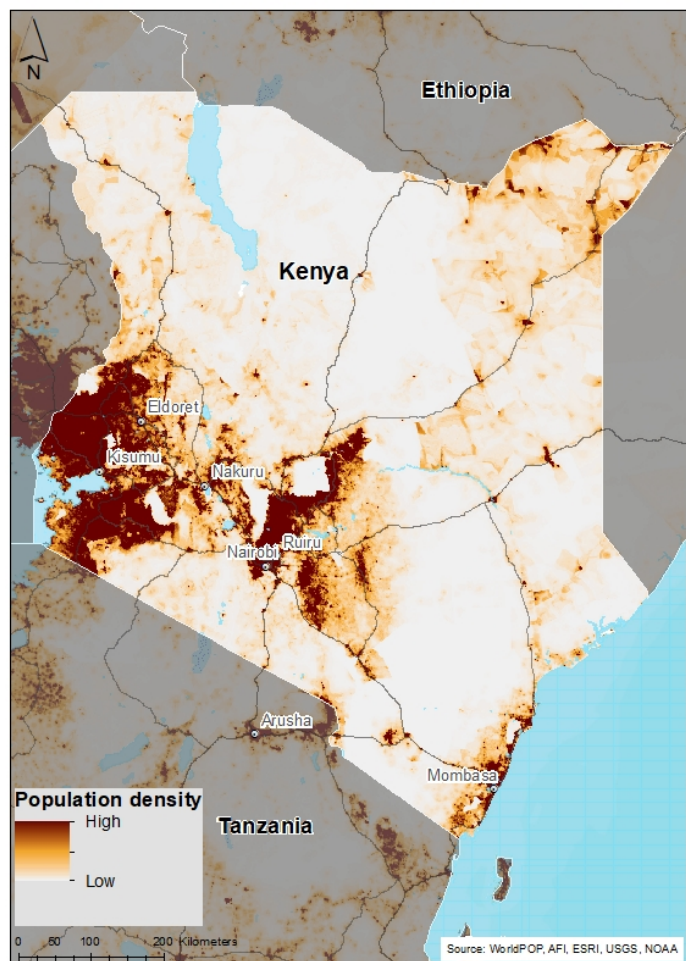 N
Ethiopia
Kenya
Eldoret
Kisumu
Nakuru
Ruiru
Nairobi
Arusha
Mombasa
Population density
High
Low
Tanzania
0 50 100 200 Kilometers
Source: WorldPOP, AFI, ESRI, USGS, NOAA